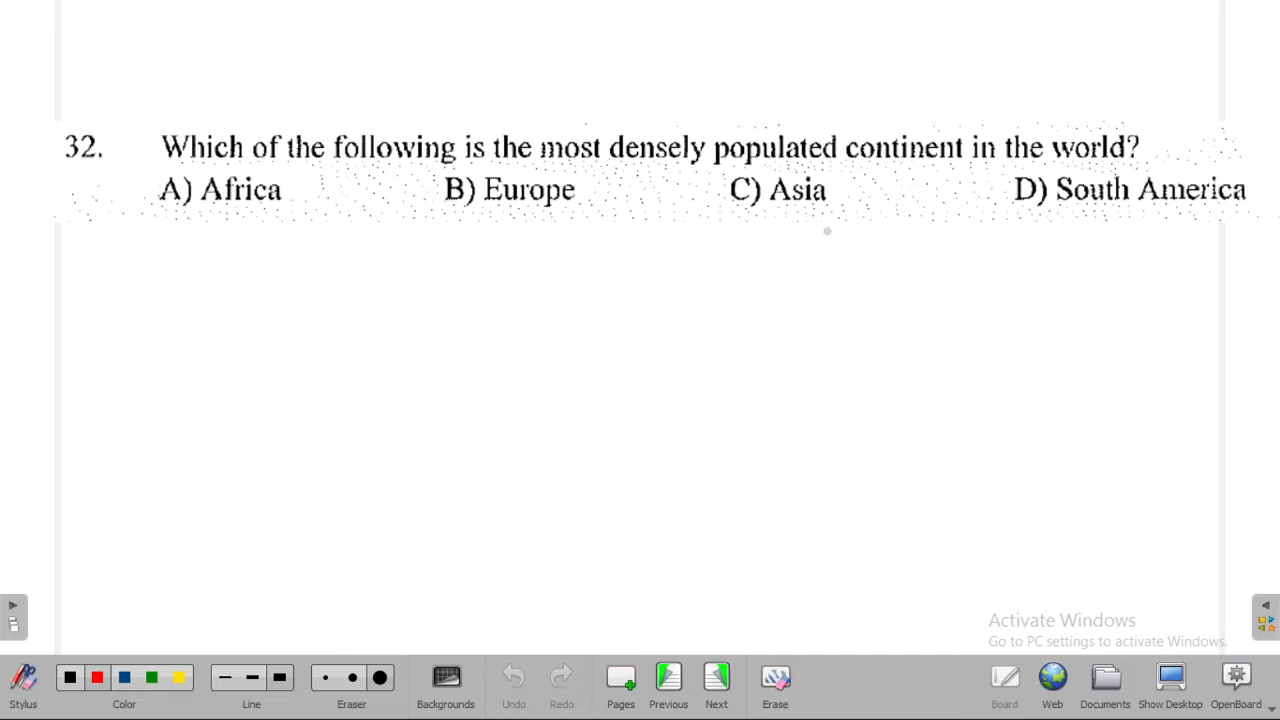 32. Which of the following is the most densely populated continent in the world?
A) Africa B) Europe C) Asia D) South America
Activate Windows
Go to PC settings to activate Windows.
Stylus Color Line Eraser Backgrounds Undo Redo Pages Previous Next Erase Board Web Documents Show Desktop OpenBoard